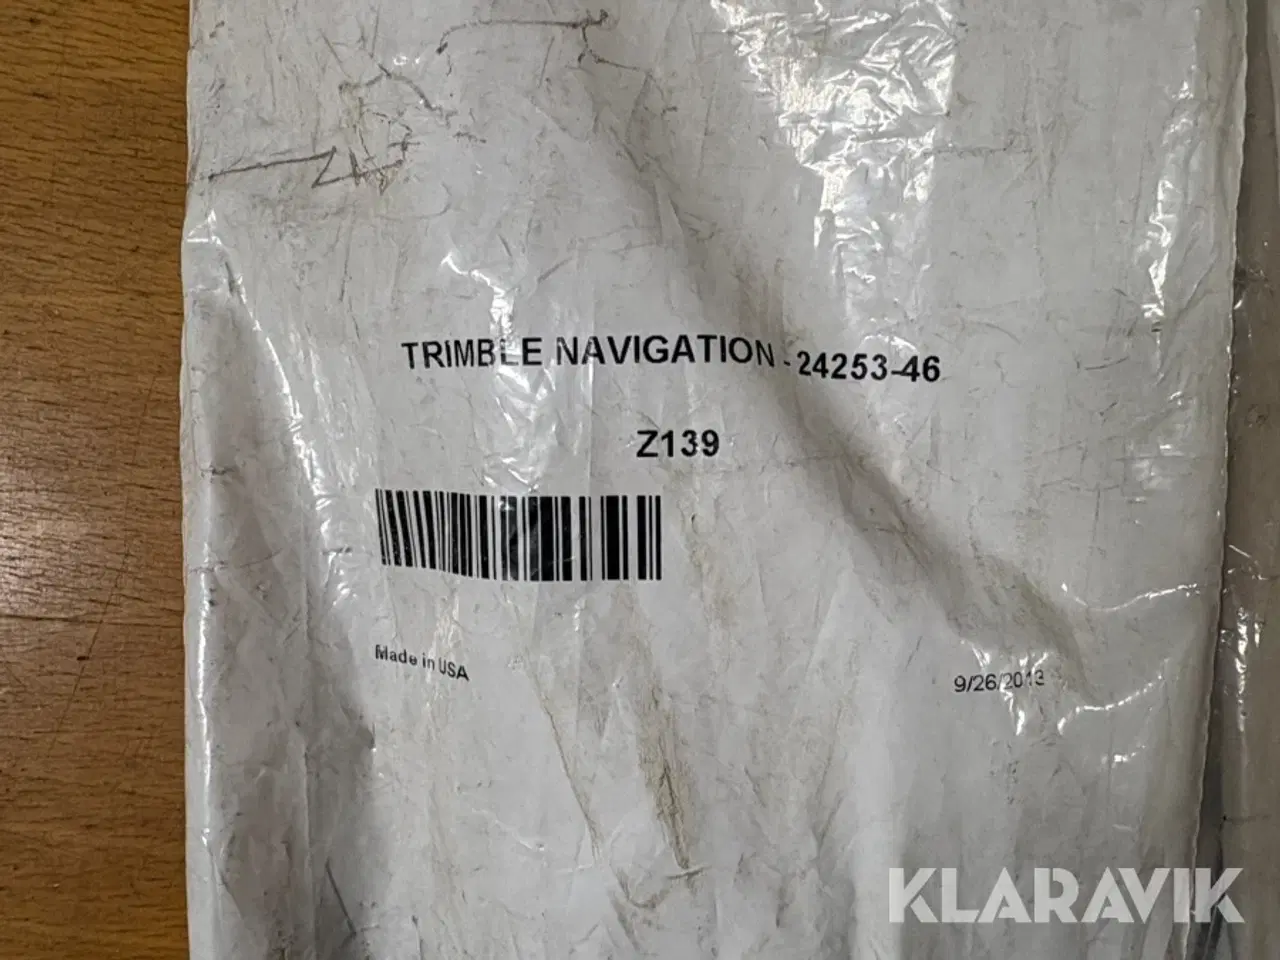 TRIMBLE NAVIGATION - 24253-46
Z139
Made in USA
9/26/2013
KLARAVIK